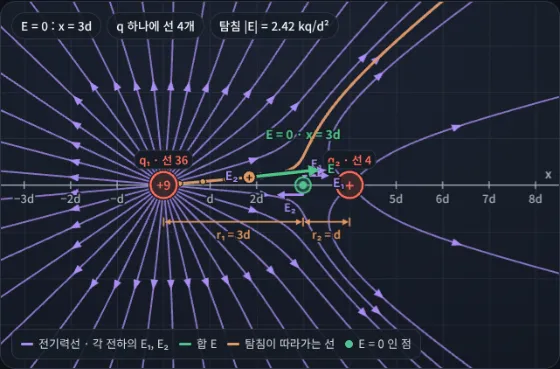 E = 0 : x = 3d
q 하나에 선 4개
탐침 |E| = 2.42 kq/d²
E = 0 · x = 3d
q₁ · 선 36
q₂ · 선 4
E₂
E
E₁
+9
+
+
E₂
x
−3d
−2d
−d
d
2d
5d
6d
7d
8d
r₁ = 3d
r₂ = d
전기력선 · 각 전하의 E₁, E₂
합 E
탐침이 따라가는 선
E = 0 인 점